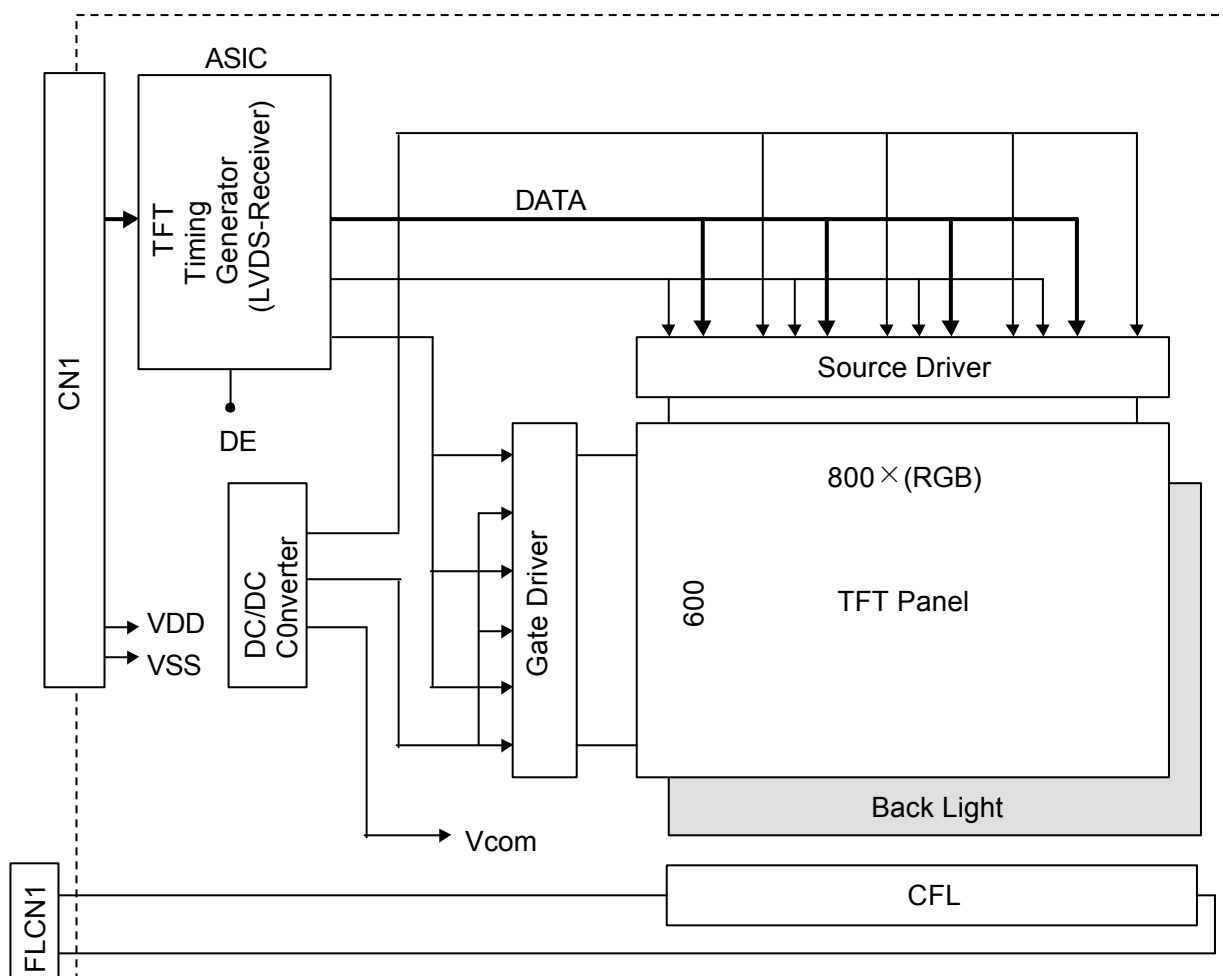 ASIC
CN1
TFT
Timing
Generator
(LVDS-Receiver)
DATA
Source Driver
DE
800×(RGB)
600
TFT Panel
Gate Driver
DC/DC
C0nverter
VDD
VSS
Back Light
Vcom
CFL
FLCN1